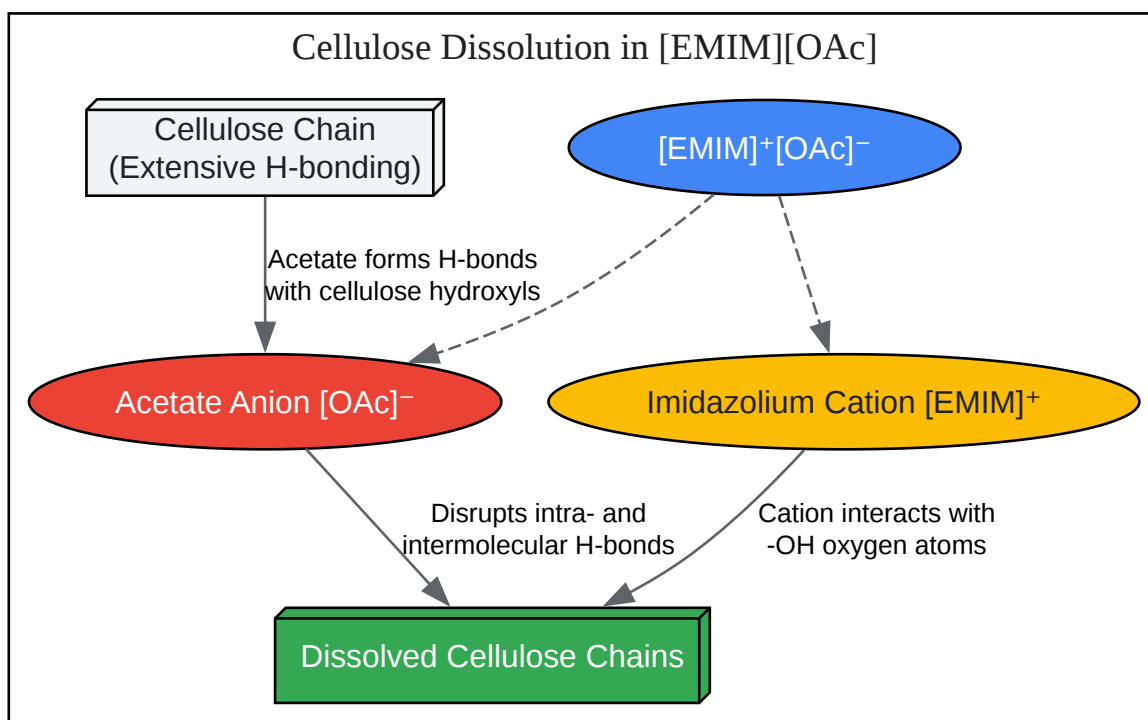 Cellulose Dissolution in [EMIM][OAc]
Cellulose Chain
(Extensive H-bonding)
[EMIM]⁺[OAc]⁻
Acetate forms H-bonds
with cellulose hydroxyls
Acetate Anion [OAc]⁻
Imidazolium Cation [EMIM]⁺
Disrupts intra- and
intermolecular H-bonds
Cation interacts with
-OH oxygen atoms
Dissolved Cellulose Chains